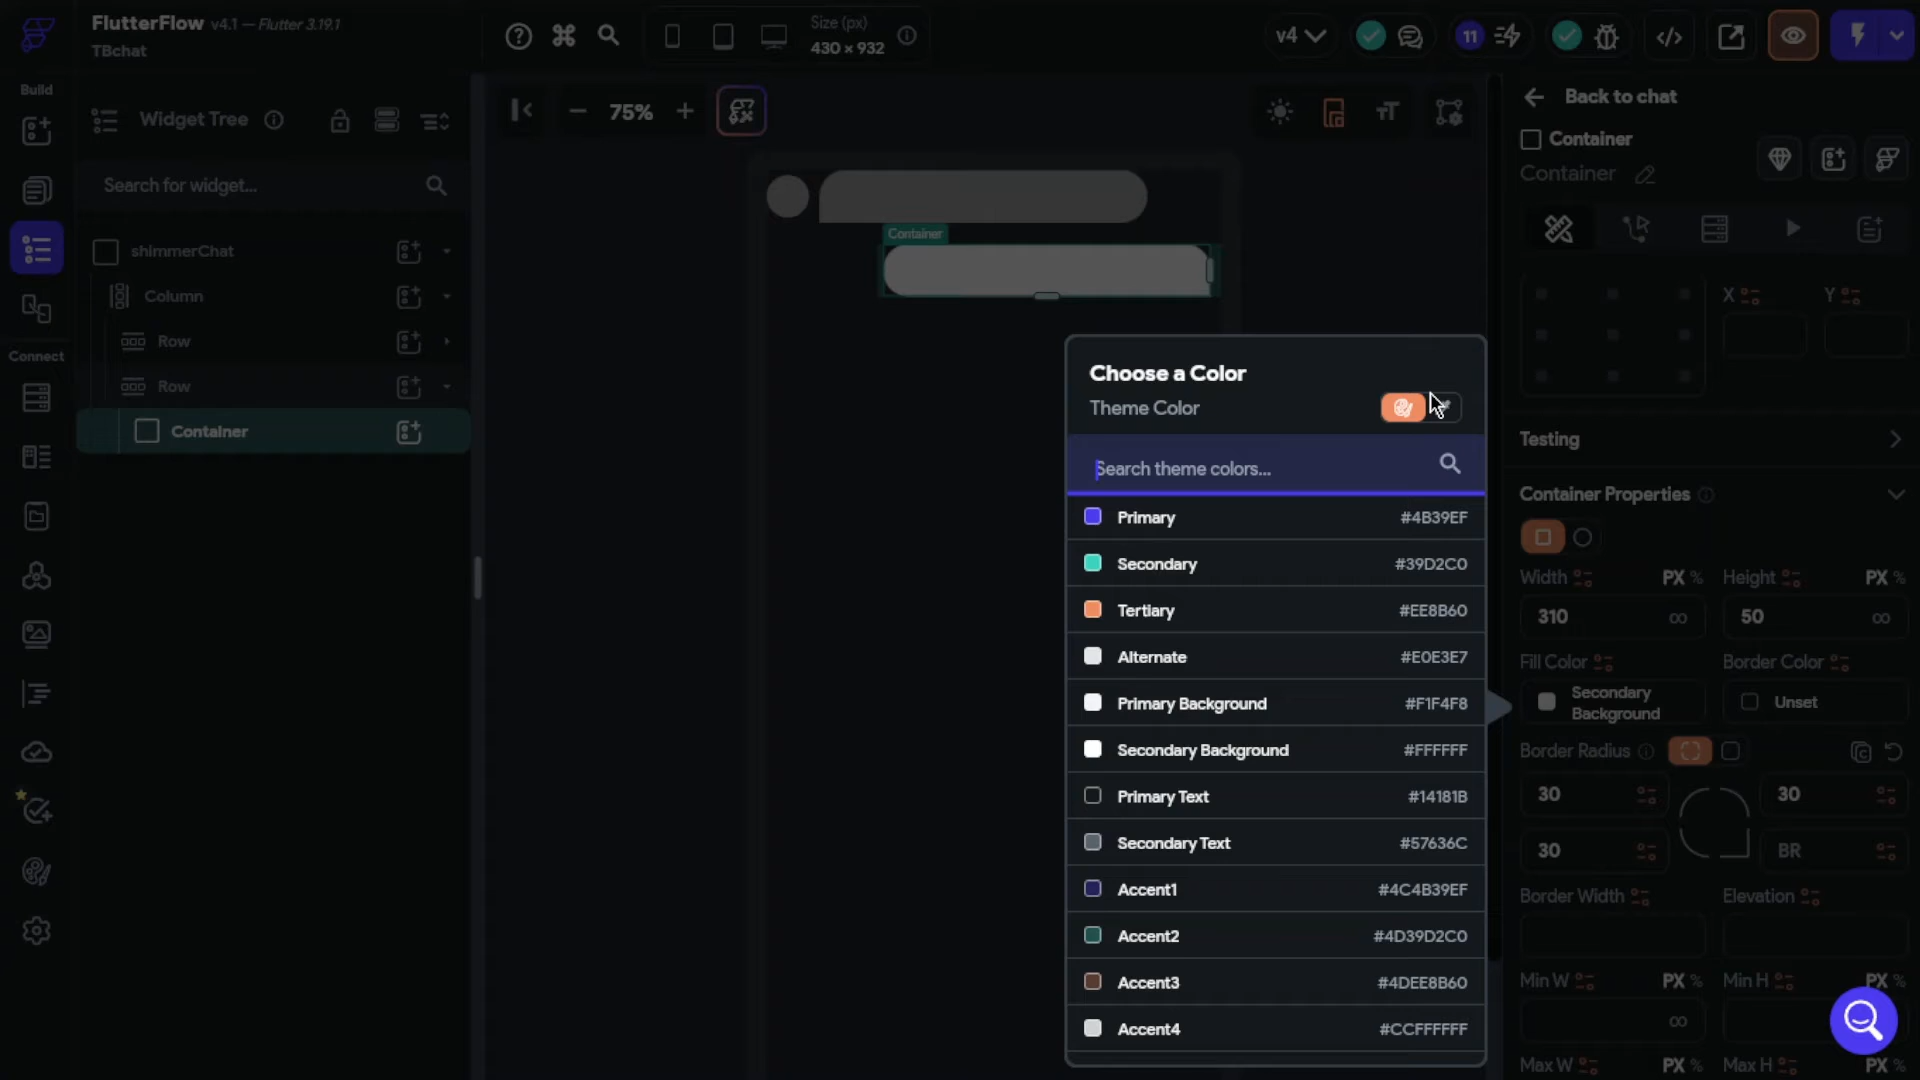 FlutterFlow v4.1 — Flutter 3.19.1
TBchat
Size (px)
430 × 932
v4
11
Build
Widget Tree
Search for widget...
shimmerChat
Column
Row
Row
Container
Connect
75%
Container
Choose a Color
Theme Color
Search theme colors...
Primary #4B39EF
Secondary #39D2C0
Tertiary #EE8B60
Alternate #E0E3E7
Primary Background #F1F4F8
Secondary Background #FFFFFF
Primary Text #14181B
Secondary Text #57636C
Accent1 #4C4B39EF
Accent2 #4D39D2C0
Accent3 #4DEE8B60
Accent4 #CCFFFFFF
Back to chat
Container
Container
X Y
Testing
Container Properties
Width PX % Height PX %
310 ∞ 50 ∞
Fill Color Border Color
Secondary
Background
Unset
Border Radius
30 30
30 BR
Border Width Elevation
Min W PX % Min H PX %
∞
Max W PX % Max H PX %